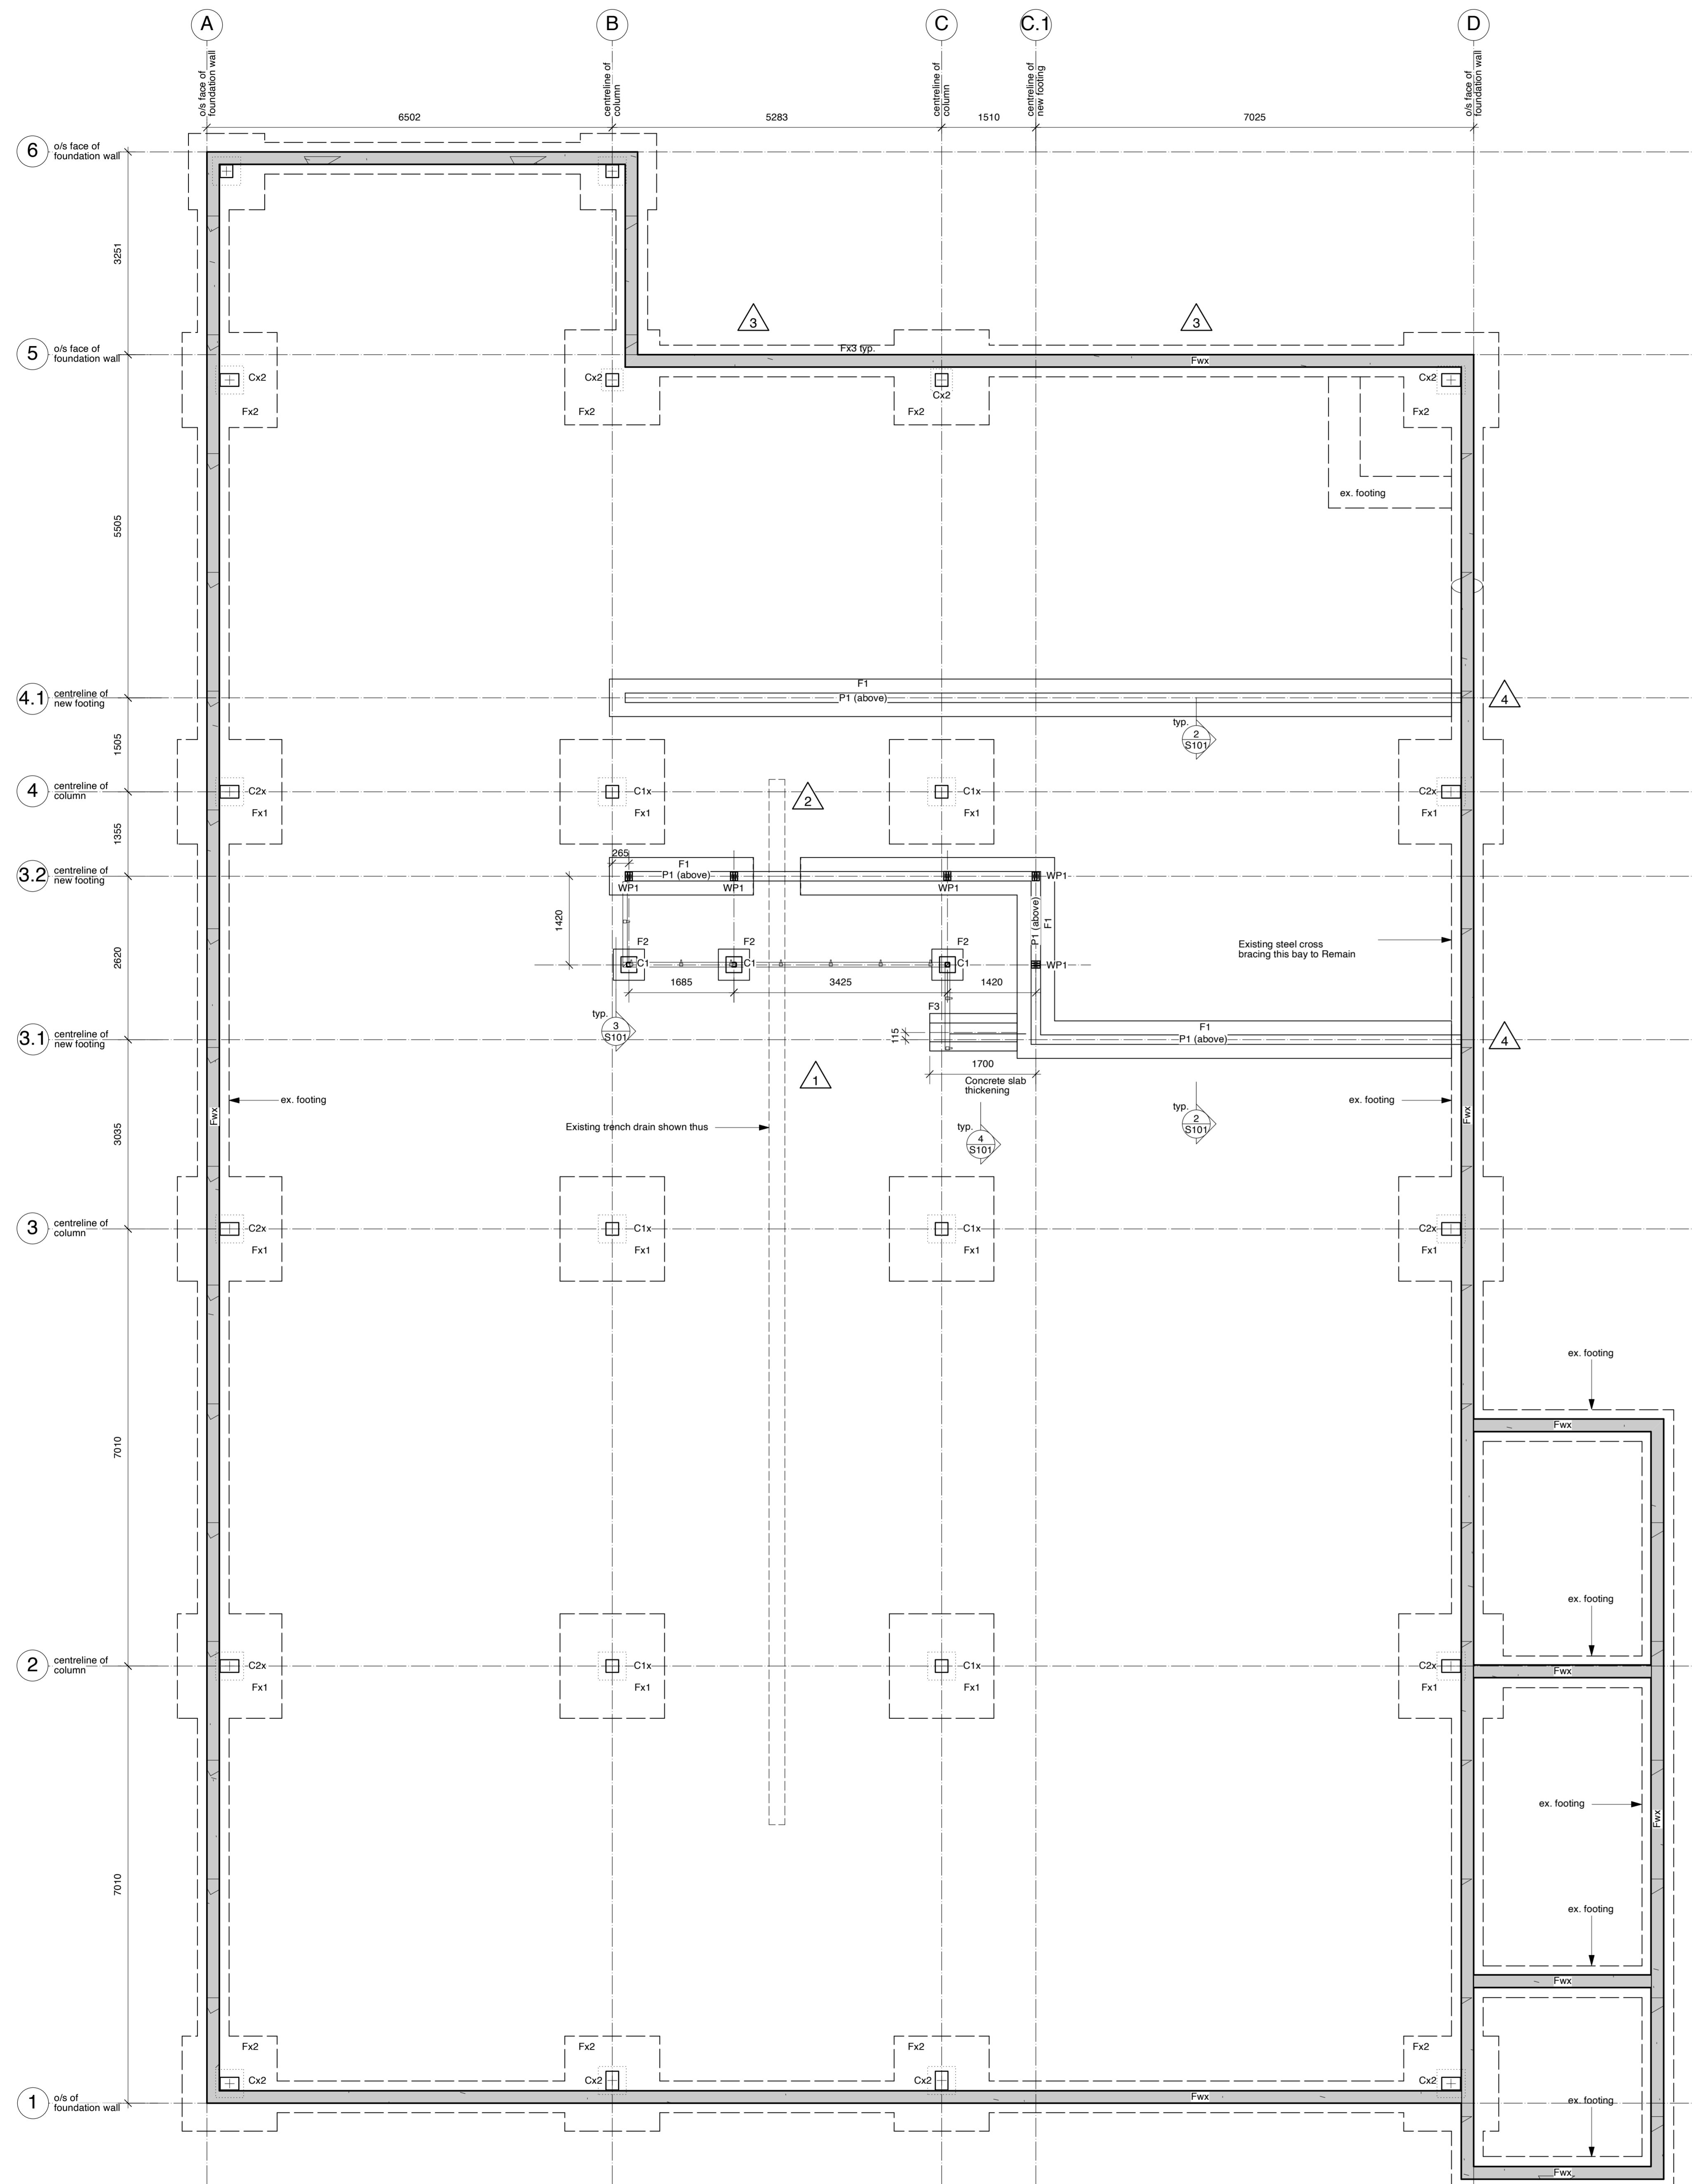 A
B
C
C.1
D
o/s face of
foundation wall
centreline of
column
centreline of
column
centreline of
new footing
o/s face of
foundation wall
6502
5283
1510
7025
6
o/s face of
foundation wall
3251
3
3
5
o/s face of
foundation wall
Fx3 typ.
Fwx
Cx2
Cx2
Cx2
Cx2
Fx2
Fx2
Fx2
Fx2
ex. footing
5505
4.1
centreline of
new footing
F1
P1 (above)
4
typ.
2
S101
1505
4
centreline of
column
C2x
C1x
C1x
C2x
2
Fx1
Fx1
Fx1
Fx1
1355
265
3.2
centreline of
new footing
F1
P1 (above)
WP1
WP1
WP1
WP1
P1 (above)
F1
1420
2620
F2
F2
F2
C1
C1
C1
WP1
Existing steel cross
bracing this bay to Remain
1685
3425
1420
F3
typ.
3
S101
115
F1
P1 (above)
3.1
centreline of
new footing
4
1
1700
Concrete slab
thickening
ex. footing
ex. footing
Fwx
Fwx
typ.
2
S101
Existing trench drain shown thus
typ.
4
S101
3035
3
centreline of
column
C2x
C1x
C1x
C2x
Fx1
Fx1
Fx1
Fx1
ex. footing
Fwx
7010
ex. footing
2
centreline of
column
C2x
C1x
C1x
C2x
Fwx
Fx1
Fx1
Fx1
Fx1
ex. footing
Fwx
7010
ex. footing
Fwx
Fx2
Fx2
Fx2
Fx2
Cx2
Cx2
Cx2
Cx2
1
o/s of
foundation wall
Fwx
ex. footing
Fwx